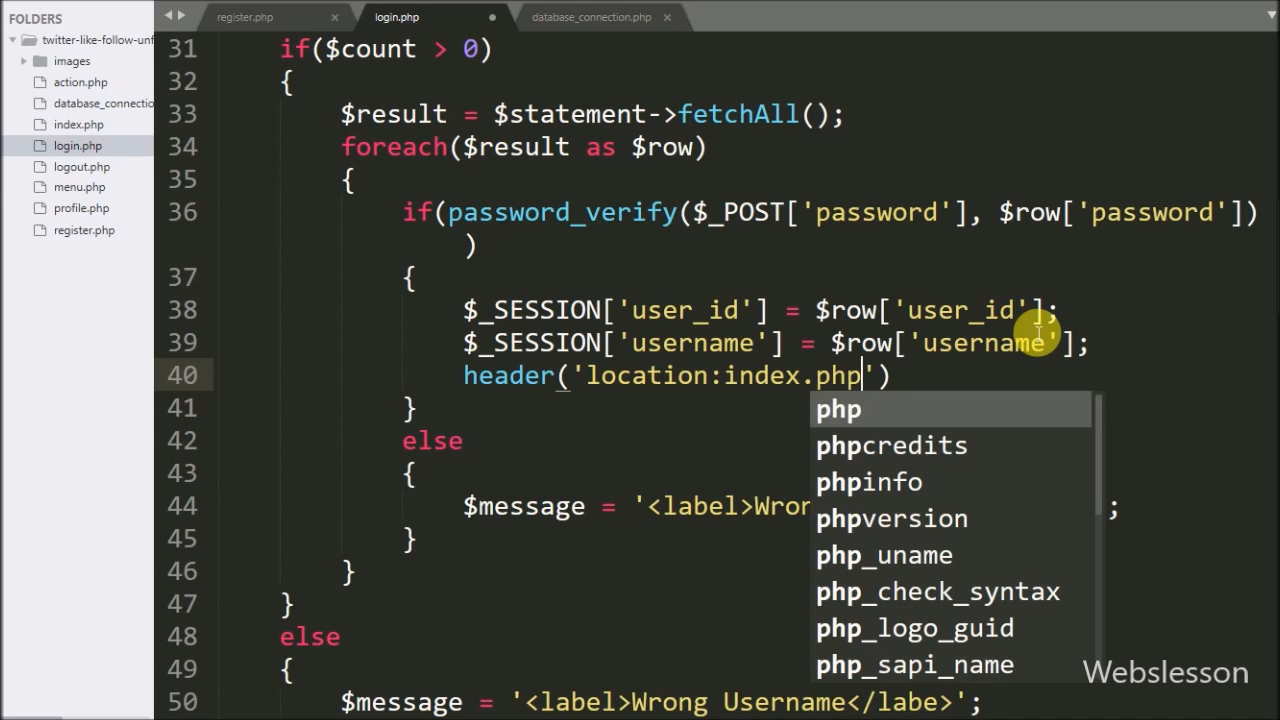 FOLDERS
twitter-like-follow-unf
images
action.php
database_connectio
index.php
login.php
logout.php
menu.php
profile.php
register.php
register.php × login.php database_connection.php ×
31 if($count > 0)
32 {
33 $result = $statement->fetchAll();
34 foreach($result as $row)
35 {
36 if(password_verify($_POST['password'], $row['password'])
)
37 {
38 $_SESSION['user_id'] = $row['user_id'];
39 $_SESSION['username'] = $row['username'];
40 header('location:index.php')
41 }
42 else
43 {
44 $message = '<label>Wron ;
45 }
46 }
47 }
48 else
49 {
50 $message = '<label>Wrong Username</labe>';
php
phpcredits
phpinfo
phpversion
php_uname
php_check_syntax
php_logo_guid
php_sapi_name
Webslesson